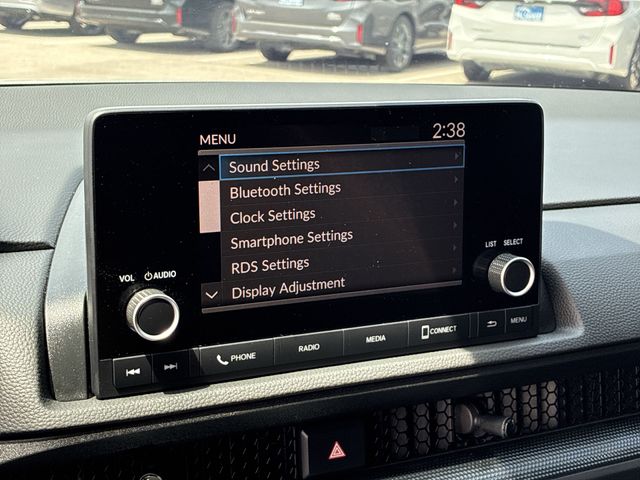 MENU 2:38
Sound Settings
Bluetooth Settings
Clock Settings
Smartphone Settings
RDS Settings
Display Adjustment
VOL AUDIO
LIST SELECT
PHONE RADIO MEDIA CONNECT MENU